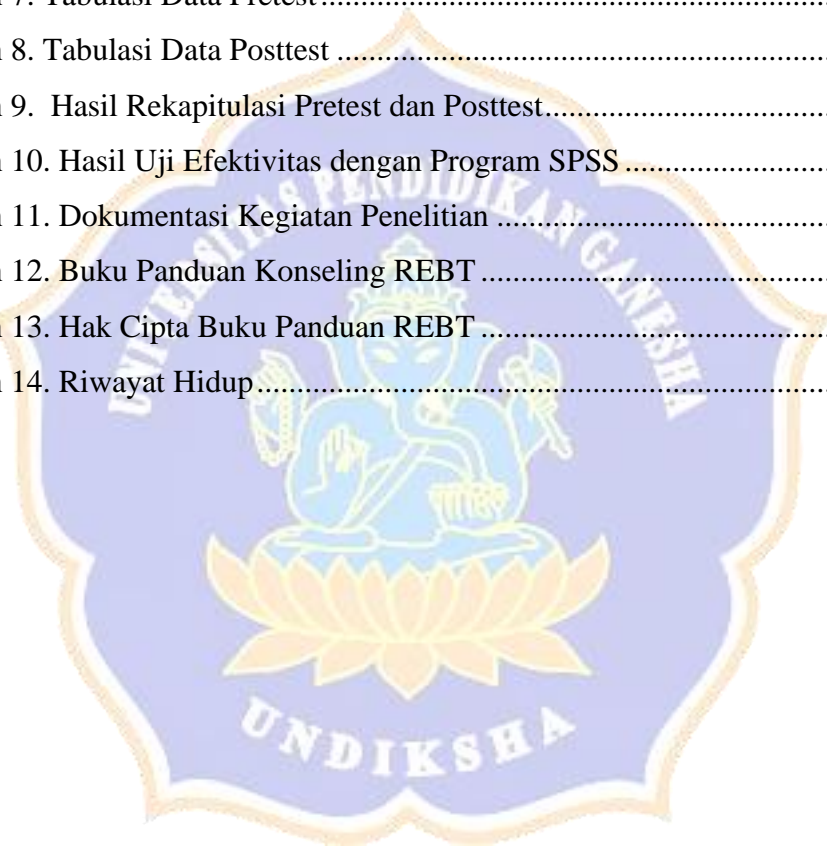 n 7. Tabulasi Data Pretest ................................................................
n 8. Tabulasi Data Posttest ..............................................................
n 9.  Hasil Rekapitulasi Pretest dan Posttest....................................
n 10. Hasil Uji Efektivitas dengan Program SPSS .........................
n 11. Dokumentasi Kegiatan Penelitian .........................................
n 12. Buku Panduan Konseling REBT ...........................................
n 13. Hak Cipta Buku Panduan REBT ...........................................
n 14. Riwayat Hidup.......................................................................
UNIVERSITAS PENDIDIKAN GANESHA
UNDIKSHA